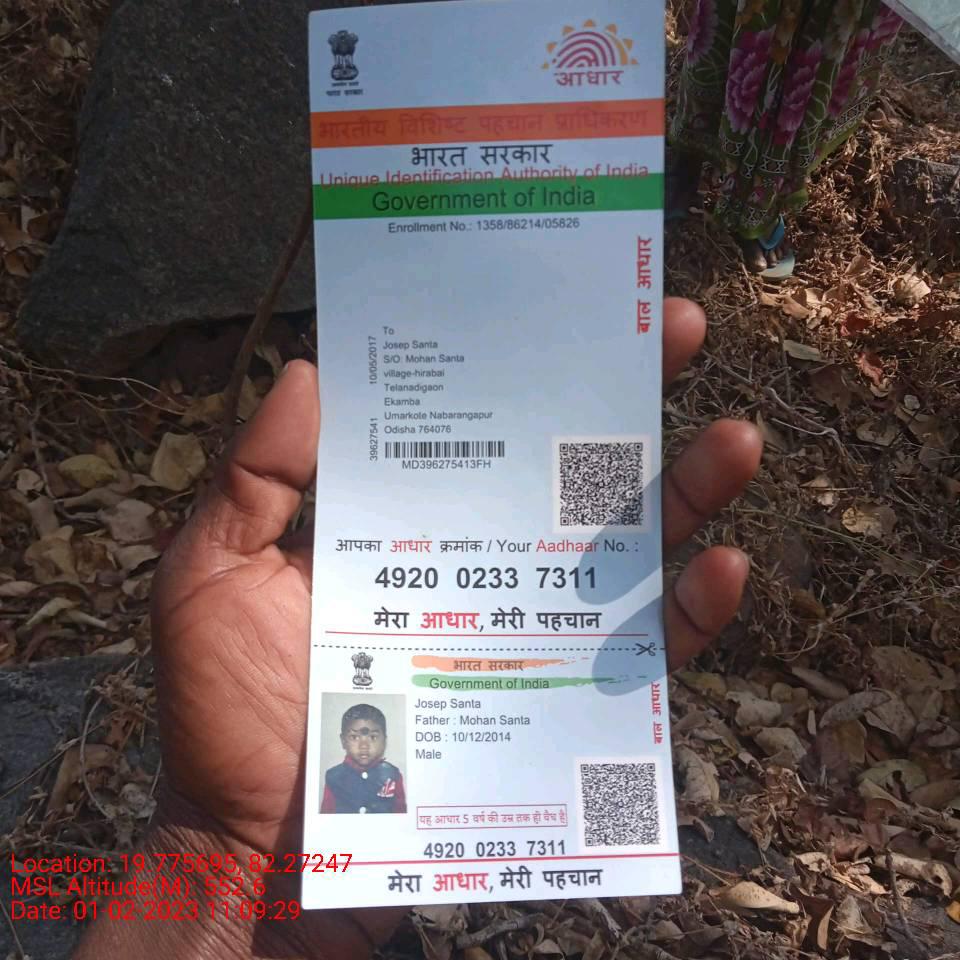 भारत सरकार
आधार
भारतीय विशिष्ट पहचान प्राधिकरण
भारत सरकार
Unique Identification Authority of India
Government of India
Enrollment No.: 1358/86214/05826
बाल आधार
10/05/2017
39627541
To
Josep Santa
S/O: Mohan Santa
village-hirabai
Telanadigaon
Ekamba
Umarkote Nabarangapur
Odisha 764076
MD396275413FH
आपका आधार क्रमांक / Your Aadhaar No. :
4920 0233 7311
मेरा आधार, मेरी पहचान
भारत सरकार
Government of India
बाल आधार
Josep Santa
Father : Mohan Santa
DOB : 10/12/2014
Male
यह आधार 5 वर्ष की उम्र तक ही वैध है
4920 0233 7311
मेरा आधार, मेरी पहचान
Location: 19.775695, 82.27247
MSL Altitude(M): 552.6
Date: 01-02-2023 11:09:29